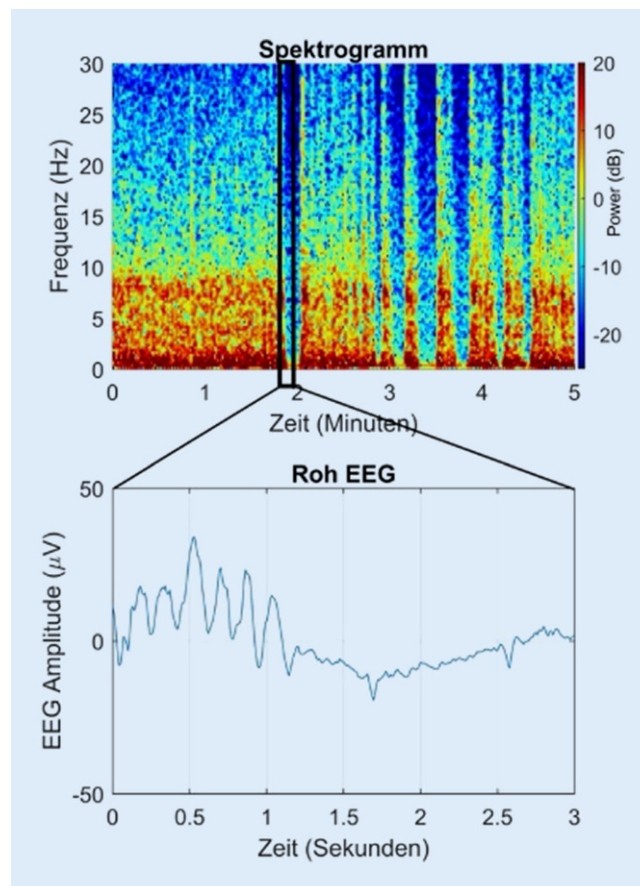 Spektrogramm
30
25
20
15
10
5
0
Frequenz (Hz)
0 1 2 3 4 5
Zeit (Minuten)
20
10
0
-10
-20
Power (dB)
Roh EEG
50
0
-50
EEG Amplitude (μV)
0 0.5 1 1.5 2 2.5 3
Zeit (Sekunden)